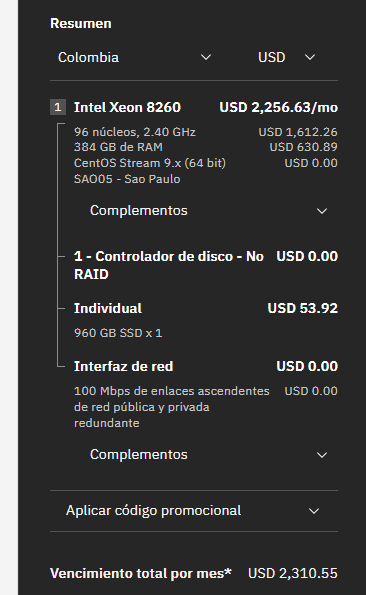 Resumen
Colombia USD
1 Intel Xeon 8260 USD 2,256.63/mo
96 núcleos, 2.40 GHz USD 1,612.26
384 GB de RAM USD 630.89
CentOS Stream 9.x (64 bit) USD 0.00
SAO05 - Sao Paulo
Complementos
1 - Controlador de disco - No USD 0.00
RAID
Individual USD 53.92
960 GB SSD x 1
Interfaz de red USD 0.00
100 Mbps de enlaces ascendentes USD 0.00
de red pública y privada
redundante
Complementos
Aplicar código promocional
Vencimiento total por mes* USD 2,310.55